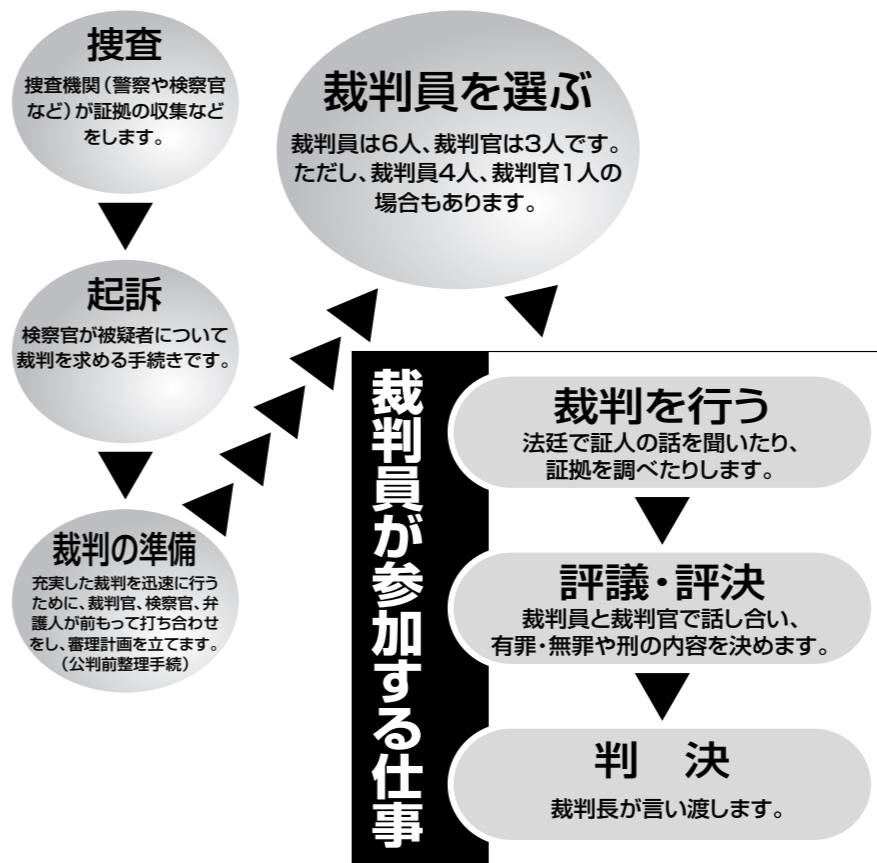 捜査
捜査機関（警察や検察官
など）が証拠の収集など
をします。
起訴
検察官が被疑者について
裁判を求める手続きです。
裁判の準備
充実した裁判を迅速に行う
ために、裁判官、検察官、弁
護人が前もって打ち合わせ
をし、審理計画を立てます。
（公判前整理手続）
裁判員を選ぶ
裁判員は6人、裁判官は3人です。
ただし、裁判員4人、裁判官1人の
場合もあります。
裁判員が参加する仕事
裁判を行う
法廷で証人の話を聞いたり、
証拠を調べたりします。
評議・評決
裁判員と裁判官で話し合い、
有罪・無罪や刑の内容を決めます。
判　決
裁判長が言い渡します。